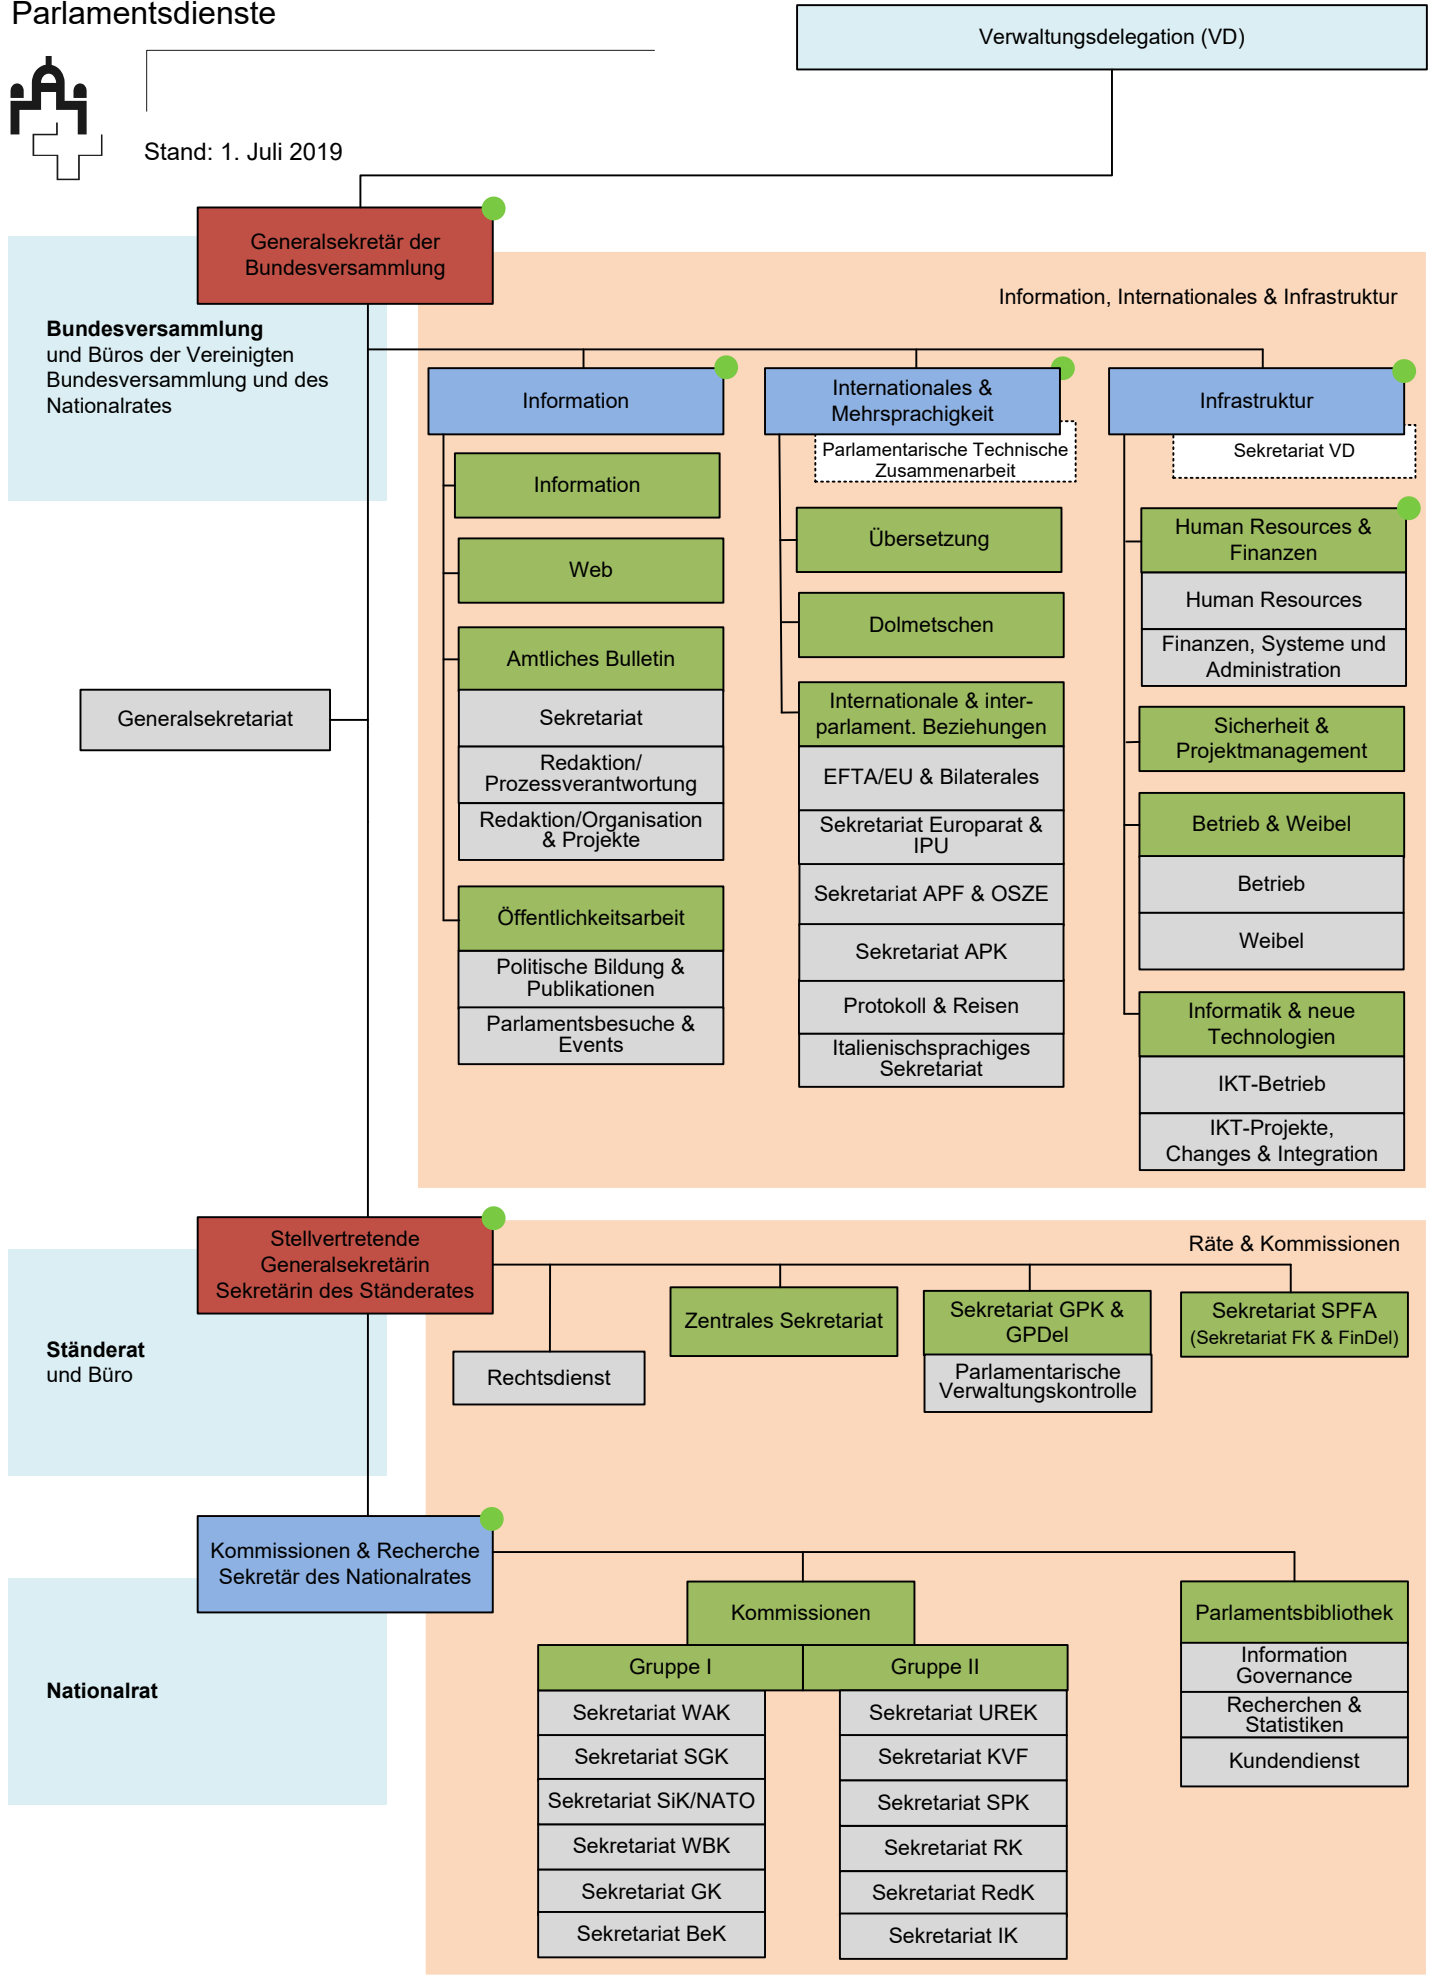 Parlamentsdienste
Verwaltungsdelegation (VD)
Stand: 1. Juli 2019
Generalsekretär der
Bundesversammlung
Bundesversammlung
und Büros der Vereinigten
Bundesversammlung und des
Nationalrates
Information, Internationales & Infrastruktur
Information
Information
Web
Amtliches Bulletin
Sekretariat
Redaktion/
Prozessverantwortung
Redaktion/Organisation
& Projekte
Öffentlichkeitsarbeit
Politische Bildung &
Publikationen
Parlamentsbesuche &
Events
Internationales &
Mehrsprachigkeit
Parlamentarische Technische
Zusammenarbeit
Übersetzung
Dolmetschen
Internationale & inter-
parlament. Beziehungen
EFTA/EU & Bilaterales
Sekretariat Europarat &
IPU
Sekretariat APF & OSZE
Sekretariat APK
Protokoll & Reisen
Italienischsprachiges
Sekretariat
Infrastruktur
Sekretariat VD
Human Resources &
Finanzen
Human Resources
Finanzen, Systeme und
Administration
Sicherheit &
Projektmanagement
Betrieb & Weibel
Betrieb
Weibel
Informatik & neue
Technologien
IKT-Betrieb
IKT-Projekte,
Changes & Integration
Generalsekretariat
Stellvertretende
Generalsekretärin
Sekretärin des Ständerates
Ständerat
und Büro
Räte & Kommissionen
Rechtsdienst
Zentrales Sekretariat
Sekretariat GPK &
GPDel
Parlamentarische
Verwaltungskontrolle
Sekretariat SPFA
(Sekretariat FK & FinDel)
Kommissionen & Recherche
Sekretär des Nationalrates
Nationalrat
Kommissionen
Gruppe I
Sekretariat WAK
Sekretariat SGK
Sekretariat SiK/NATO
Sekretariat WBK
Sekretariat GK
Sekretariat BeK
Gruppe II
Sekretariat UREK
Sekretariat KVF
Sekretariat SPK
Sekretariat RK
Sekretariat RedK
Sekretariat IK
Parlamentsbibliothek
Information
Governance
Recherchen &
Statistiken
Kundendienst